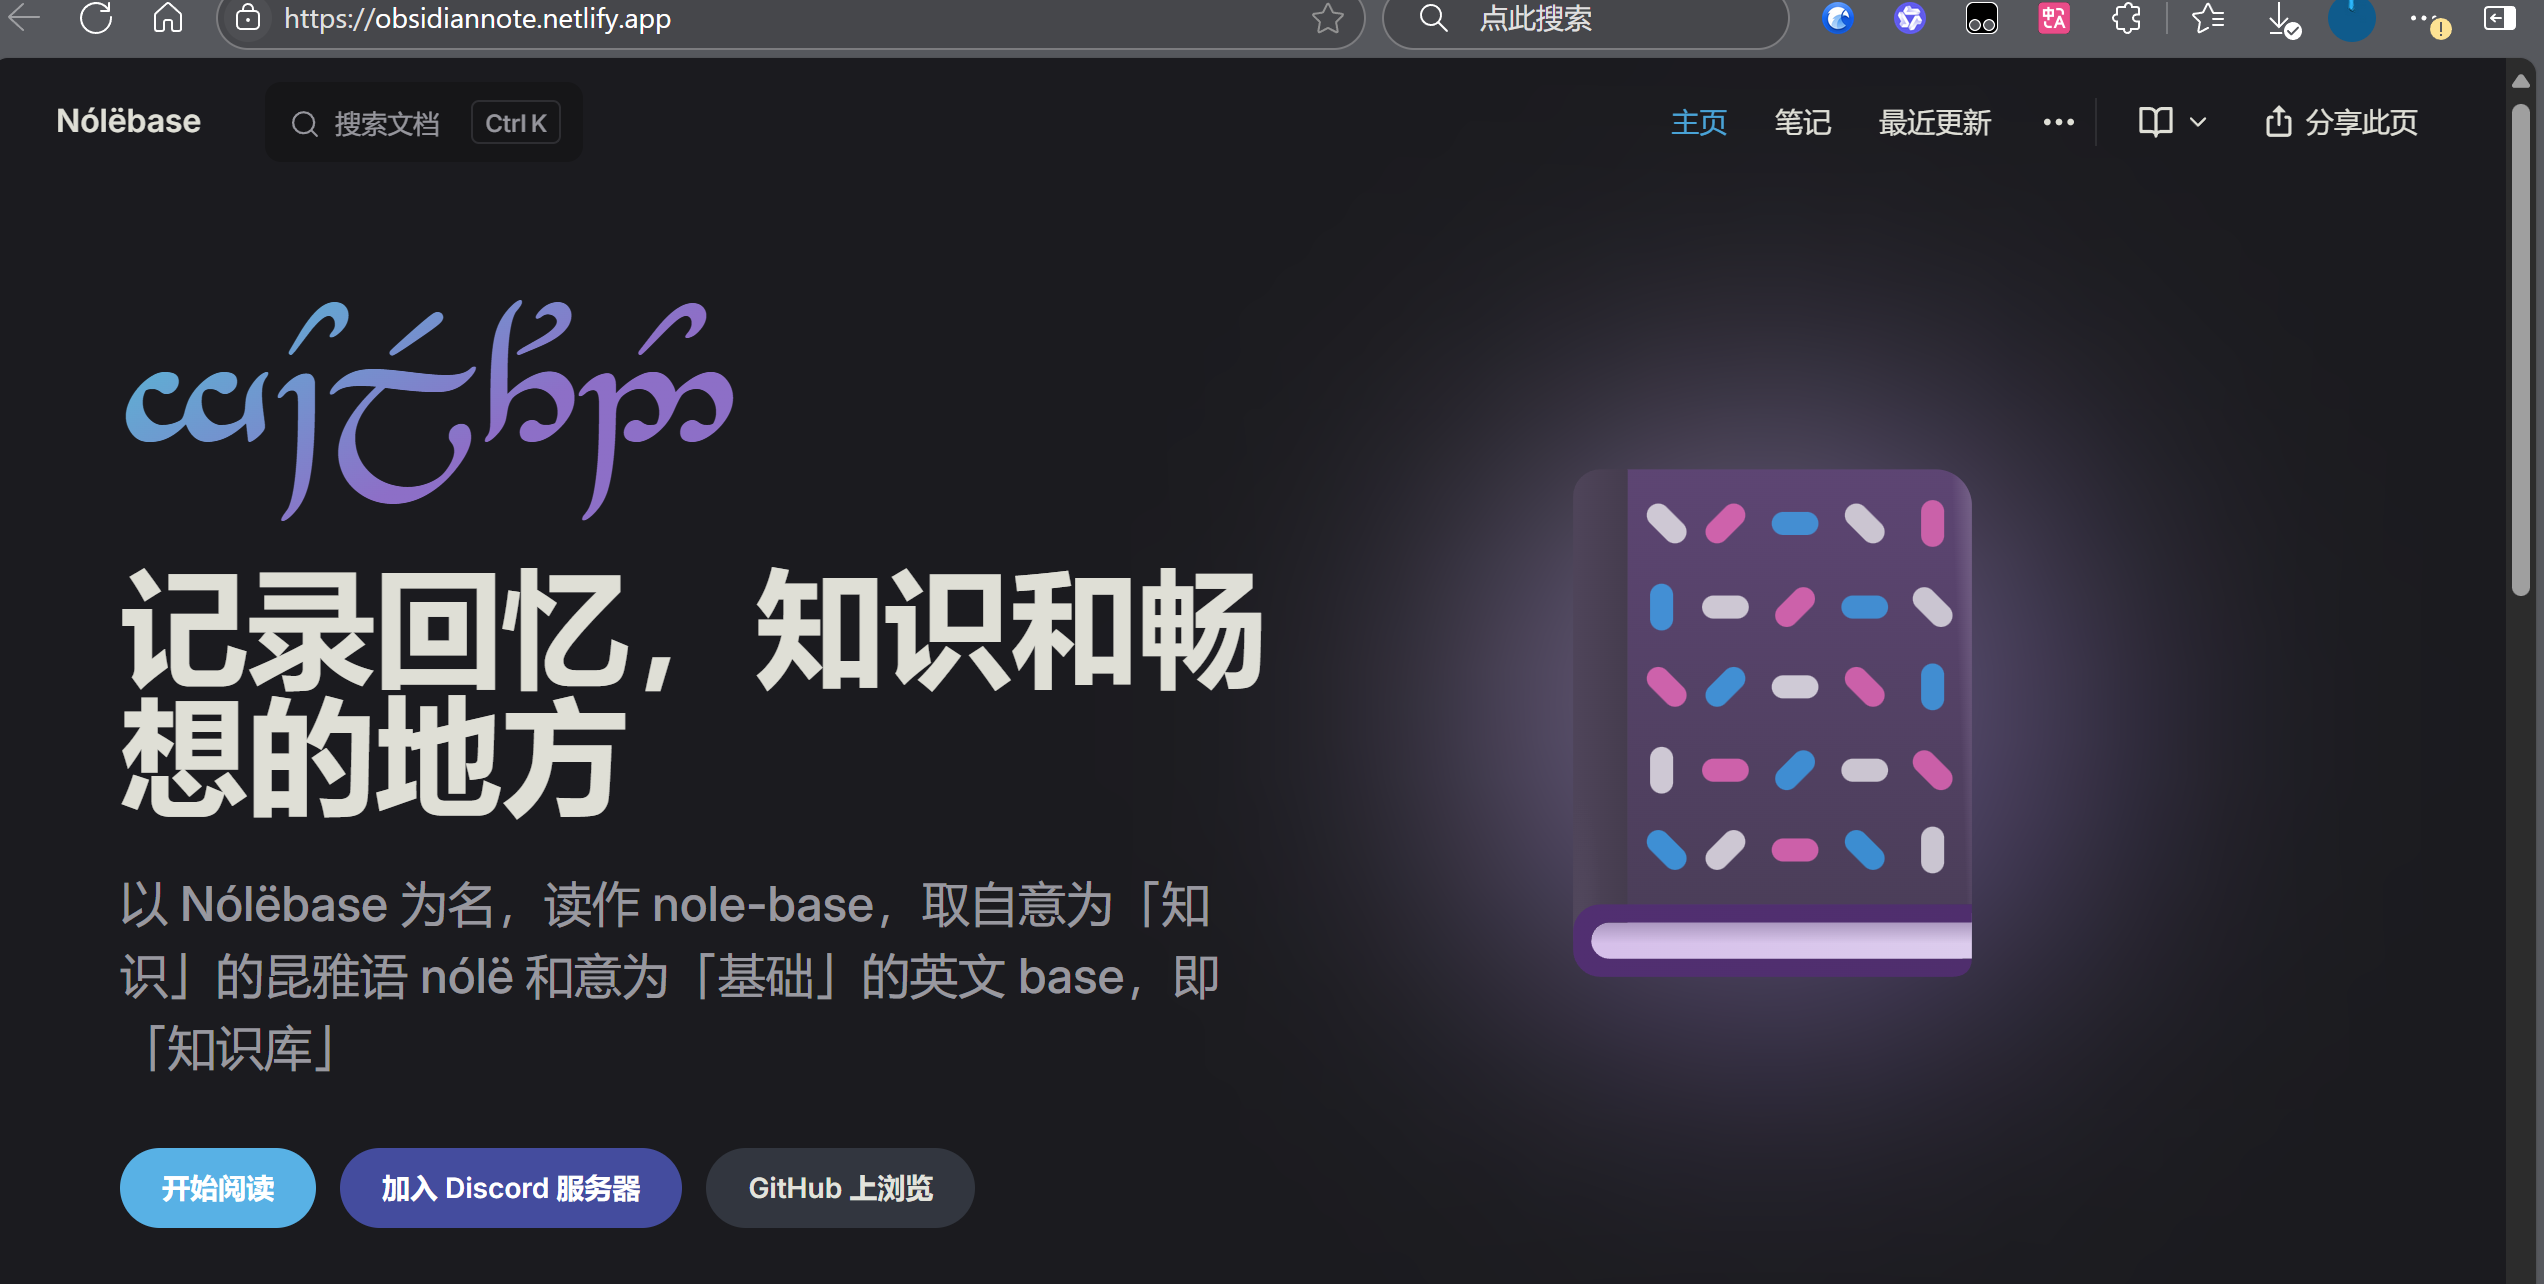 https://obsidiannote.netlify.app
点此搜索
Nólëbase
搜索文档
Ctrl K
主页
笔记
最近更新
分享此页
记录回忆，知识和畅
想的地方
以 Nólëbase 为名，读作 nole-base，取自意为「知
识」的昆雅语 nólë 和意为「基础」的英文 base，即
「知识库」
开始阅读
加入 Discord 服务器
GitHub 上浏览